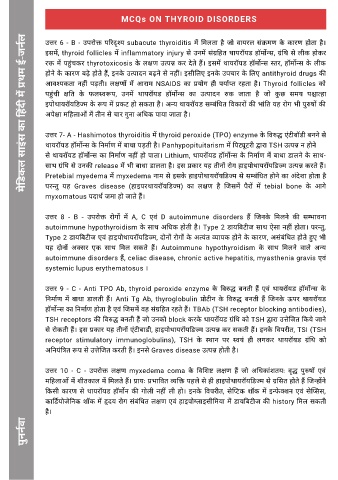 MCQs ON THYROID DISORDERS
मेडिकल साइंस का हिंदी में प्रथम ई-जर्नल
उत्तर 6 - B - उपरोक्त परिदृश्य subacute thyroiditis में मिलता है जो वायरल संक्रमण के कारण होता है।
इसमें, thyroid follicles में inflammatory injury से उनमें संग्रहित थायरॉयड हॉर्मोन्स, ग्रंथि से लीक होकर
रक्त में पहुंचकर thyrotoxicosis के लक्षण उत्पन्न कर देते हैं। इसमें थायरॉयड हॉर्मोन्स स्तर, हॉर्मोन्स के लीक
होने के कारण बढ़े होते हैं, इनके उत्पादन बढ़ने से नहीं। इसीलिए इनके उपचार के लिए antithyroid drugs की
आवश्यकता नहीं पड़ती। लक्षणों में आराम NSAIDS का प्रयोग ही पर्याप्त रहता है। Thyroid follicles को
पहुंची क्षति के फलस्वरूप, उनमें थायरॉयड हॉर्मोन्स का उत्पादन रुक जाता है जो कुछ समय पश्चात
हाइपोथायरॉयडिज्म के रूप में प्रकट हो सकता है। अन्य थायरॉयड सम्बंधित विकारों की भांति यह रोग भी पुरुषों की
अपेक्षा महिलाओं में तीन से चार गुना अधिक पाया जाता है।
उत्तर 7- A - Hashimotos thyroiditis में thyroid peroxide (TPO) enzyme के विरुद्ध एंटीबॉडी बनने से
थायरॉयड हॉर्मोन्स के निर्माण में बाधा पड़ती है। Panhypopituitarism में पिट्यूटरी द्वारा TSH उत्पन्न न होने
से थायरॉयड हॉर्मोन्स का निर्माण नहीं हो पाता। Lithium, थायरॉयड हॉर्मोन्स के निर्माण में बाधा डालने के साथ-
साथ ग्रंथि से उनकी release में भी बाधा डालता है। इस प्रकार यह तीनों रोग हाइपोथायरॉयडिज्म उत्पन्न करते हैं।
Pretebial myedema में myxedema नाम से इसके हाइपोथायरॉयडिज्म से सम्बंधित होने का अंदेशा होता है
परन्तु यह Graves disease (हाइपरथायरॉयडिज्म) का लक्षण है जिसमें पैरों में tebial bone के आगे
myxomatous पदार्थ जमा हो जाते हैं।
उत्तर 8 - B - उपरोक्त रोगों में A, C एवं D autoimmune disorders हैं जिनके मिलने की सम्भावना
autoimmune hypothyroidism के साथ अधिक होती है। Type 2 डायबिटीज साथ ऐसा नहीं होता। परन्तु,
Type 2 डायबिटीज एवं हाइपोथायरॉयडिज्म, दोनों रोगों के अत्यंत व्यापक होने के कारण, असंबंधित होते हुए भी
यह दोनों अक्सर एक साथ मिल सकते हैं। Autoimmune hypothyroidism के साथ मिलने वाले अन्य
autoimmune disorders हैं, celiac disease, chronic active hepatitis, myasthenia gravis एवं
systemic lupus erythematosus ।
उत्तर 9 - C - Anti TPO Ab, thyroid peroxide enzyme के विरुद्ध बनती हैं एवं थायरॉयड हॉर्मोन्स के
निर्माण में बाधा डालती हैं। Anti Tg Ab, thyroglobulin प्रोटीन के विरुद्ध बनती हैं जिनके ऊपर थायरॉयड
हॉर्मोन्स का निर्माण होता है एवं जिसमें वह संग्रहित रहते हैं। TBAb (TSH receptor blocking antibodies),
TSH receptors की विरुद्ध बनती हैं जो उनको block करके थायरॉयड ग्रंथि को TSH द्वारा उत्तेजित किये जाने
से रोकती हैं। इस प्रकार यह तीनों एंटीबाडी, हाइपोथायरॉयडिज्म उत्पन्न कर सकती हैं। इनके विपरीत, TSI (TSH
receptor stimulatory immunoglobulins), TSH के स्थान पर स्वयं ही लगकर थायरॉयड ग्रंथि को
अनियंत्रित रूप से उत्तेजित करती हैं। इनसे Graves disease उत्पन्न होती है।
उत्तर 10 - C - उपरोक्त लक्षण myxedema coma के विशिष्ट लक्षण हैं जो अधिकांशतः वृद्ध पुरुषों एवं
महिलाओं में शीतकाल में मिलते हैं। प्रायः प्रभावित व्यक्ति पहले से ही हाइपोथायरॉयडिज्म से ग्रसित होते हैं जिन्होंने
किसी कारण से थायरॉयड हॉर्मोन की गोली नहीं ली हो। इनके विपरीत, सेप्टिक शॉक में इन्फेक्शन एवं सेप्सिस,
कार्डियोजेनिक शॉक में हृदय रोग संबंधित लक्षण एवं हाइपोग्लाइसीमिया में डायबिटीज की history मिल सकती
है।
पुनर्नवा